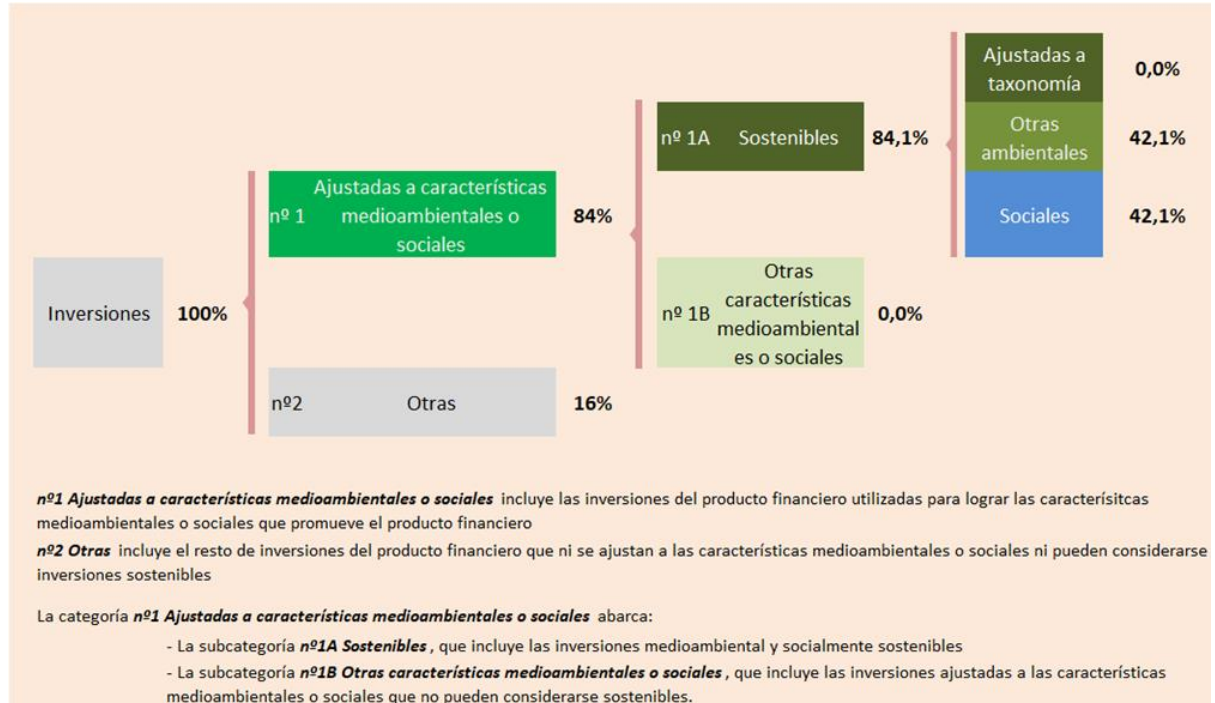 Ajustadas a
taxonomía
0,0%
nº 1A Sostenibles 84,1%
Otras
ambientales
42,1%
Ajustadas a características
nº 1 medioambientales o
sociales
84%
Sociales 42,1%
Inversiones 100%
Otras
características
nº 1B medioambiental
es o sociales
0,0%
nº2 Otras 16%
nº1 Ajustadas a características medioambientales o sociales incluye las inversiones del producto financiero utilizadas para lograr las caracterísitcas
medioambientales o sociales que promueve el producto financiero
nº2 Otras incluye el resto de inversiones del producto financiero que ni se ajustan a las características medioambientales o sociales ni pueden considerarse
inversiones sostenibles
La categoría nº1 Ajustadas a características medioambientales o sociales abarca:
- La subcategoría nº1A Sostenibles, que incluye las inversiones medioambiental y socialmente sostenibles
- La subcategoría nº1B Otras características medioambientales o sociales, que incluye las inversiones ajustadas a las características
medioambientales o sociales que no pueden considerarse sostenibles.